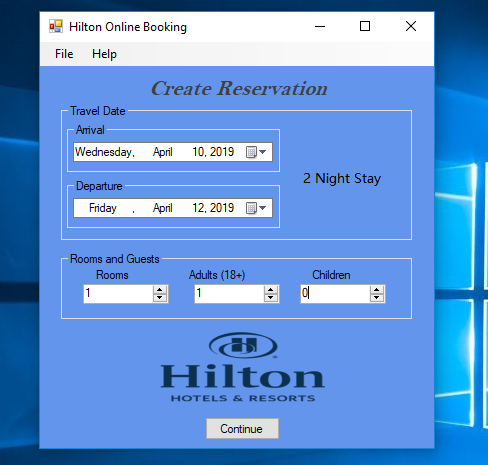 Hilton Online Booking
File Help
Create Reservation
Travel Date
Arrival
Wednesday, April 10, 2019
2 Night Stay
Departure
Friday , April 12, 2019
Rooms and Guests
Rooms Adults (18+) Children
1 1 0
Hilton
HOTELS & RESORTS
Continue